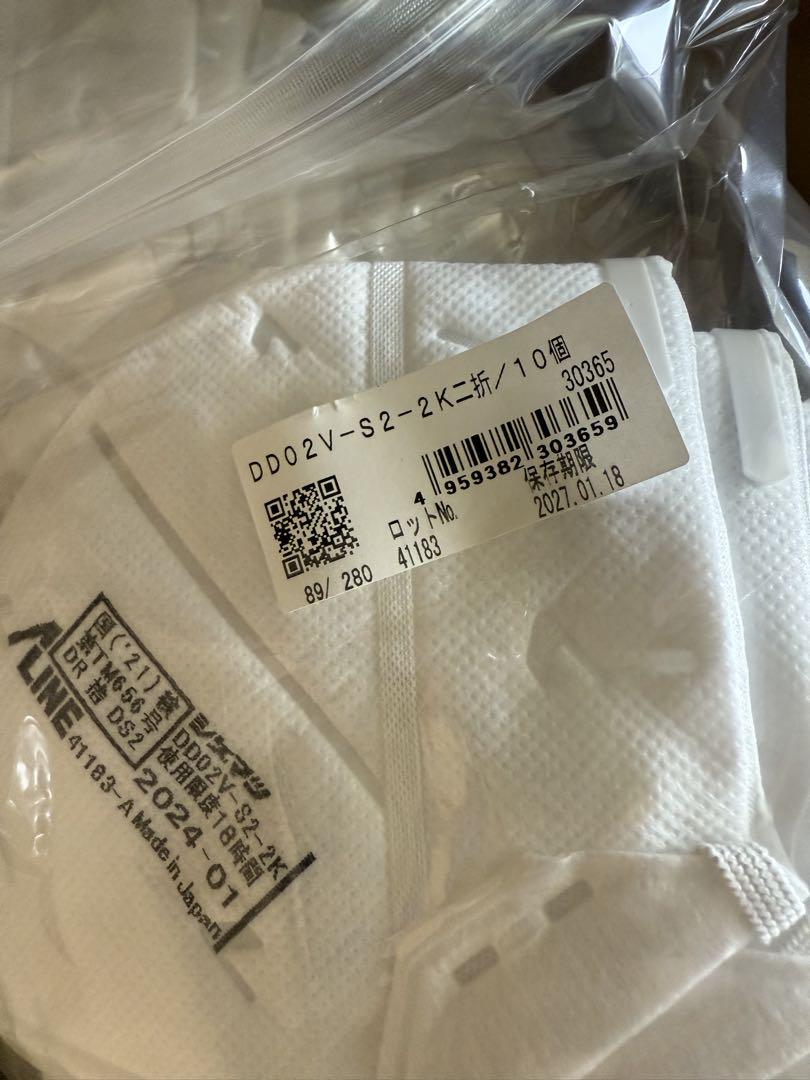 DD02V-S2-2K二折/10個
30365
4 959382 303659
ロットNo.
保存期限
89/ 280
41183
2027.01.18
国('21)検
第TM656号
DR 捨 DS2
ALINE
シゲマツ
DD02V-S2-2K
使用限度18時間
2024-01
41183-A Made in Japan